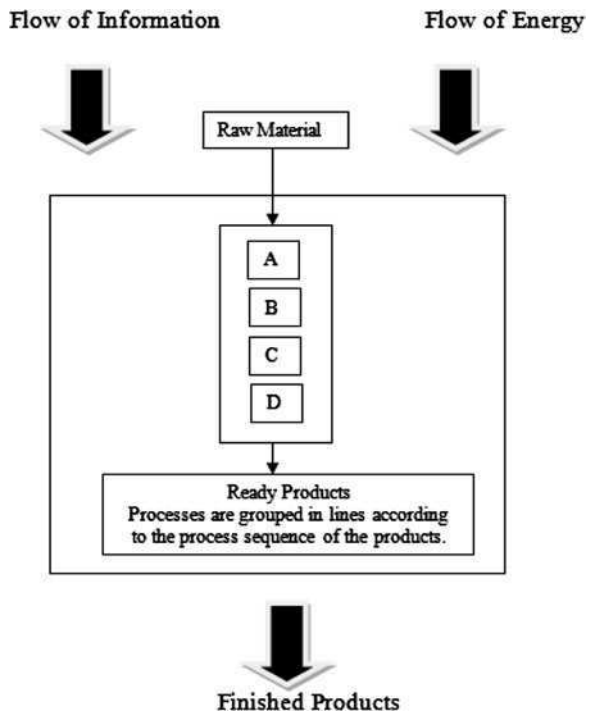 Flow of Information
Flow of Energy
Raw Material
A
B
C
D
Ready Products
Processes are grouped in lines according
to the process sequence of the products.
Finished Products